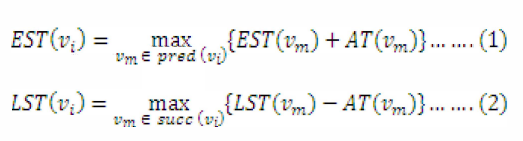 EST(v_i) = max_{v_m ∈ pred (v_i)} {EST(v_m) + AT(v_m)} … …. (1)
LST(v_i) = max_{v_m ∈ succ (v_i)} {LST(v_m) − AT(v_m)} … …. (2)